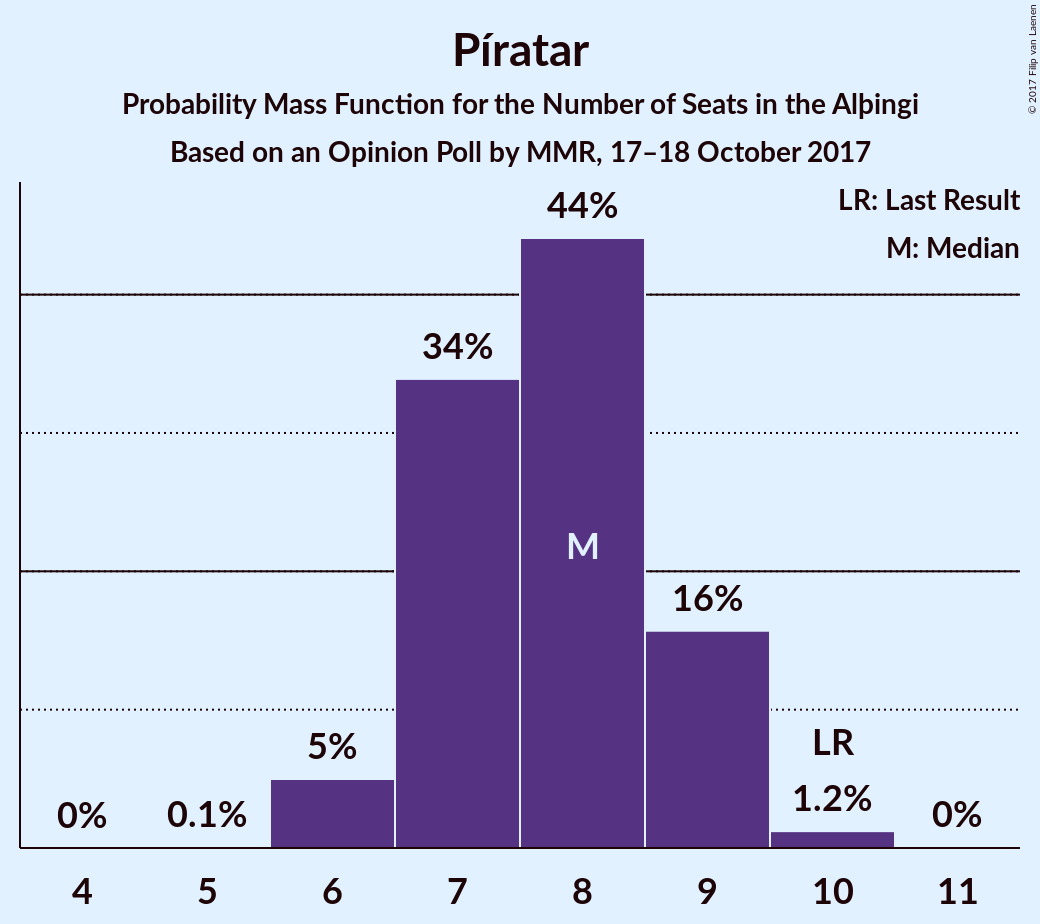 Píratar
Probability Mass Function for the Number of Seats in the Alþingi
Based on an Opinion Poll by MMR, 17–18 October 2017
© 2017 Filip van Laenen
LR: Last Result
M: Median
44%
34%
M
16%
5%
LR
0%
0.1%
1.2%
0%
4
5
6
7
8
9
10
11